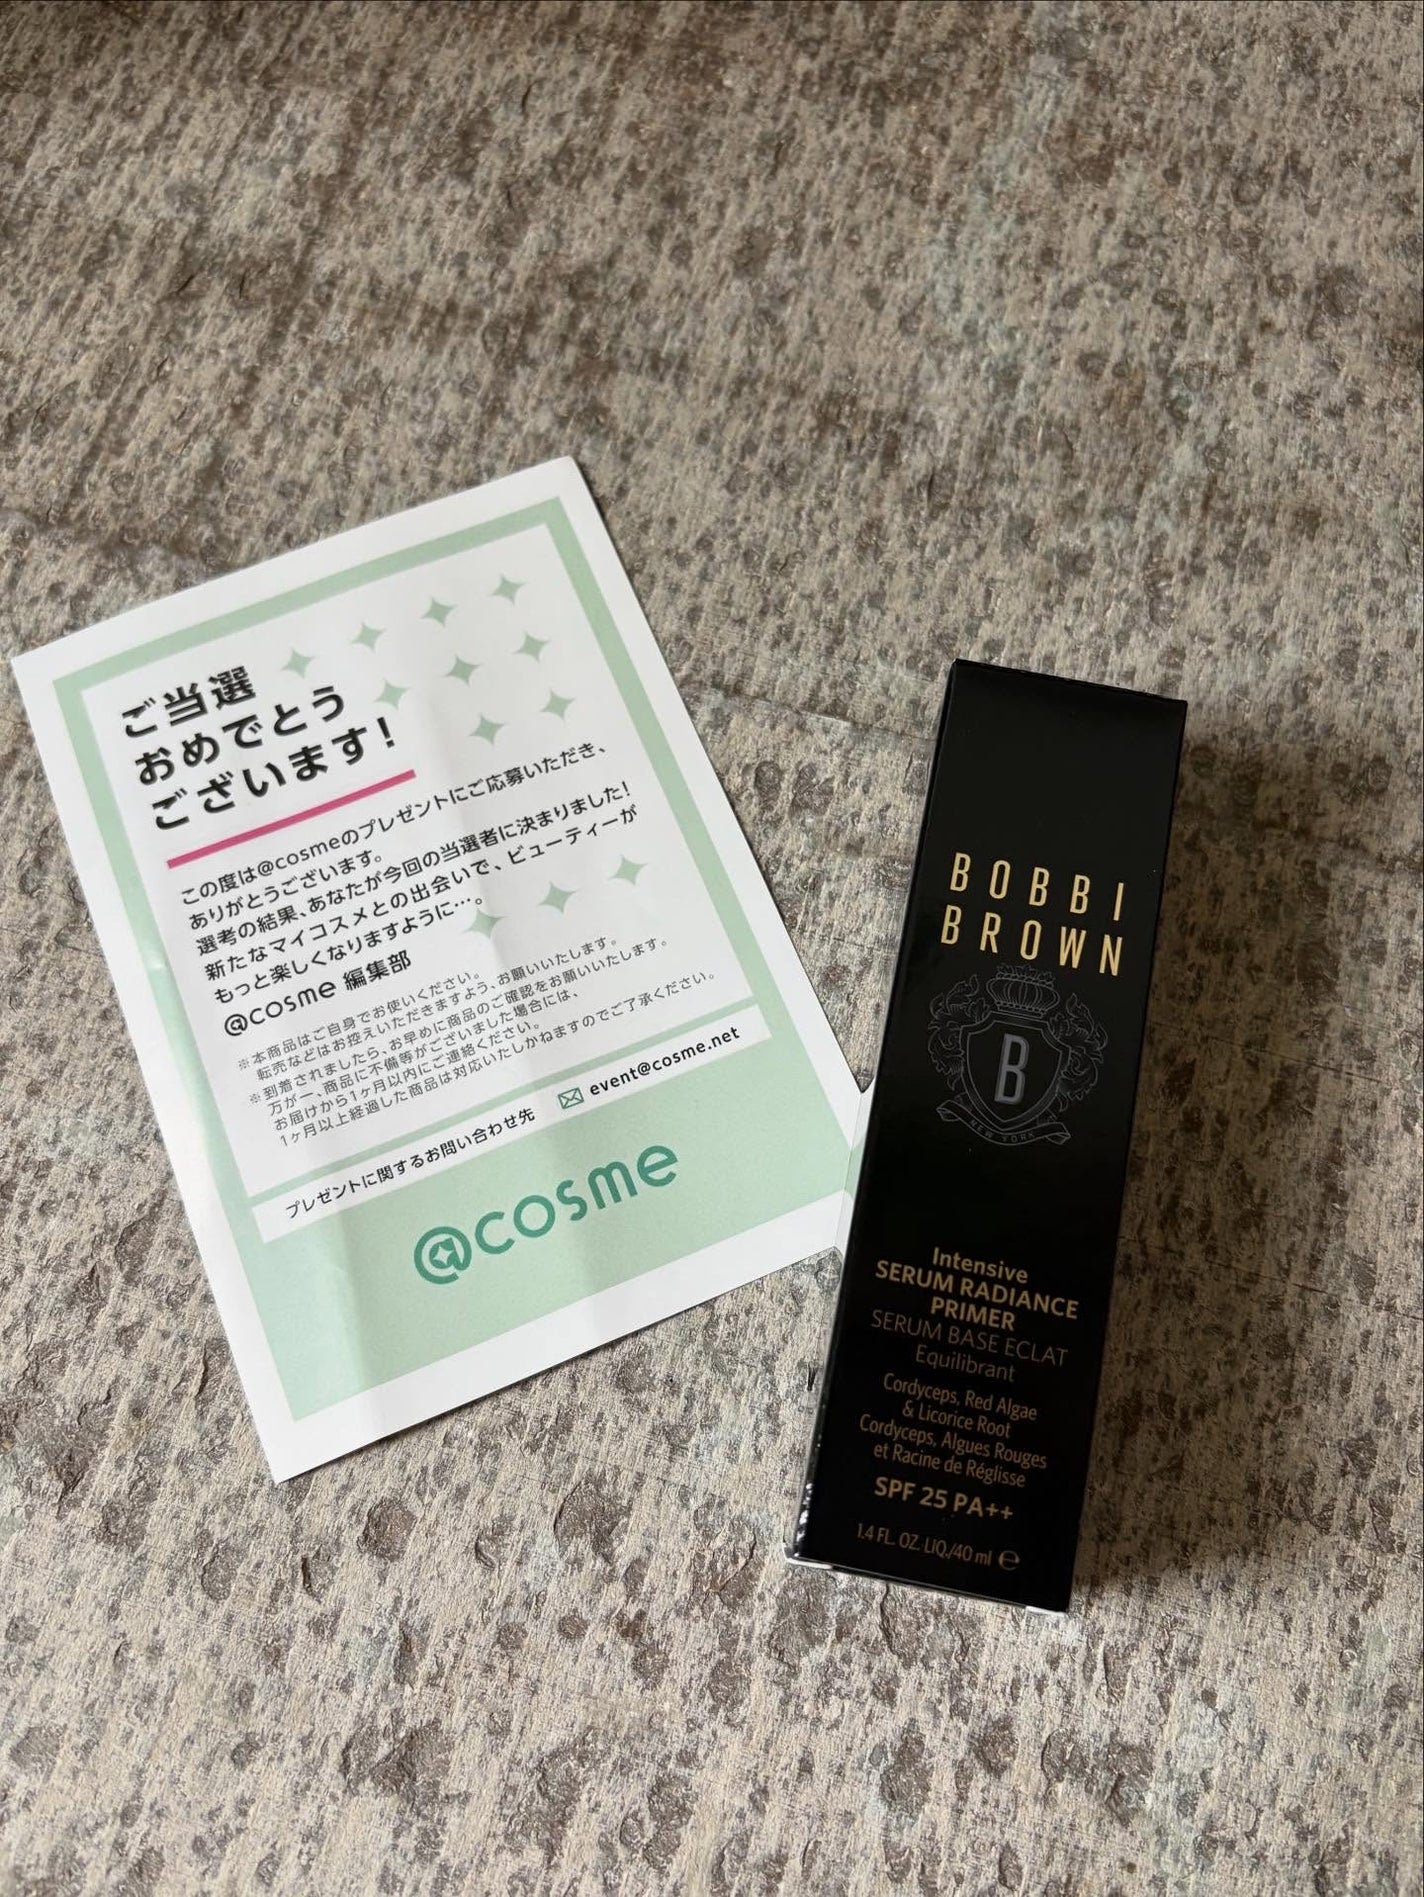 ご当選
おめでとう
ございます!
この度は@cosmeのプレゼントにご応募いただき、
ありがとうございます。
選考の結果、あなたが今回の当選者に決まりました!
新たなマイコスメとの出会いで、ビューティーが
もっと楽しくなりますように…。
@cosme 編集部
※本商品はご自身でお使いください。
転売などはお控えいただきますよう、お願いいたします。
※到着されましたら、お早めに商品のご確認をお願いいたします。
万が一、商品に不備等がございました場合には、
お届けから1ヶ月以内にご連絡ください。
1ヶ月以上経過した商品は対応いたしかねますのでご了承ください。
プレゼントに関するお問い合わせ先 event@cosme.net
@cosme
BOBBI
BROWN
B
NEW YORK
Intensive
SERUM RADIANCE
PRIMER
SERUM BASE ECLAT
Equilibrant
Cordyceps, Red Algae
& Licorice Root
Cordyceps, Algues Rouges
et Racine de Réglisse
SPF 25 PA++
1.4 FL. OZ. LIQ./40 ml ℮